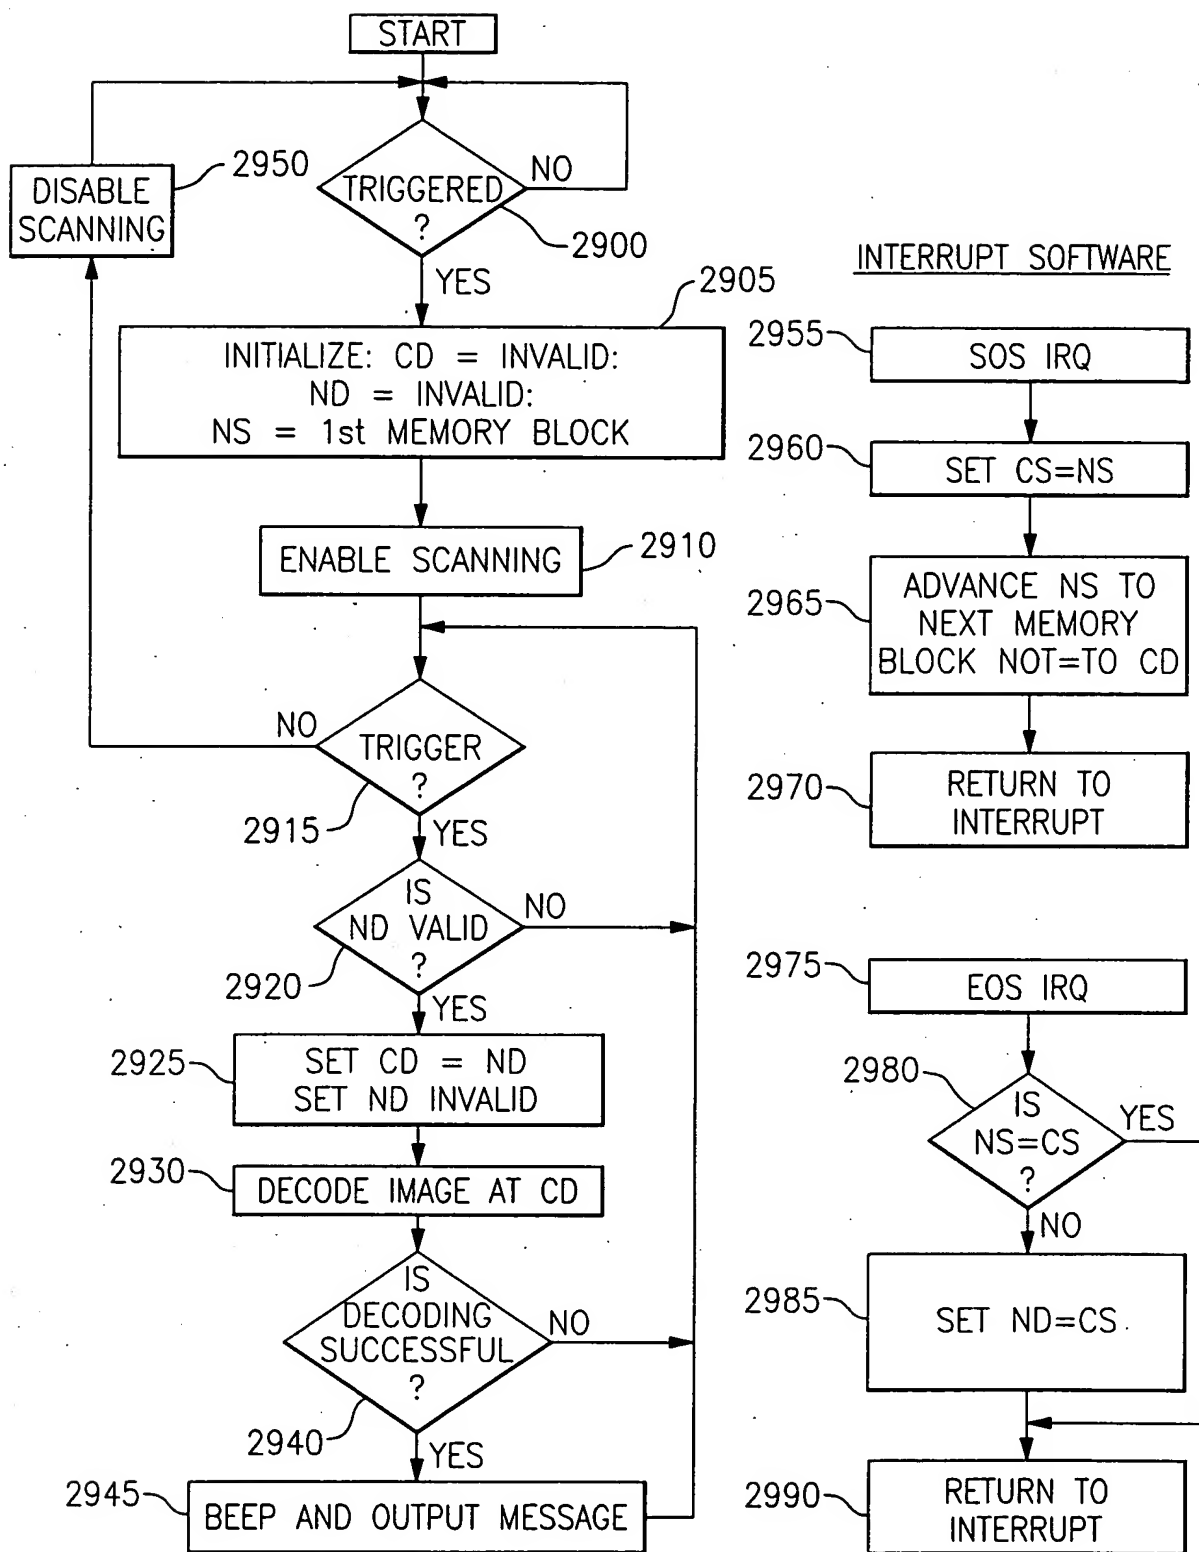 START
2950
DISABLE
SCANNING
TRIGGERED
?
NO
2900
YES
2905
INITIALIZE: CD = INVALID:
ND = INVALID:
NS = 1st MEMORY BLOCK
ENABLE SCANNING
2910
NO
TRIGGER
?
2915
YES
IS
ND VALID
?
NO
2920
YES
2925
SET CD = ND
SET ND INVALID
2930
DECODE IMAGE AT CD
IS
DECODING
SUCCESSFUL
?
NO
2940
YES
2945
BEEP AND OUTPUT MESSAGE
INTERRUPT SOFTWARE
2955
SOS IRQ
2960
SET CS=NS
2965
ADVANCE NS TO
NEXT MEMORY
BLOCK NOT=TO CD
2970
RETURN TO
INTERRUPT
2975
EOS IRQ
2980
IS
NS=CS
?
YES
NO
2985
SET ND=CS
2990
RETURN TO
INTERRUPT